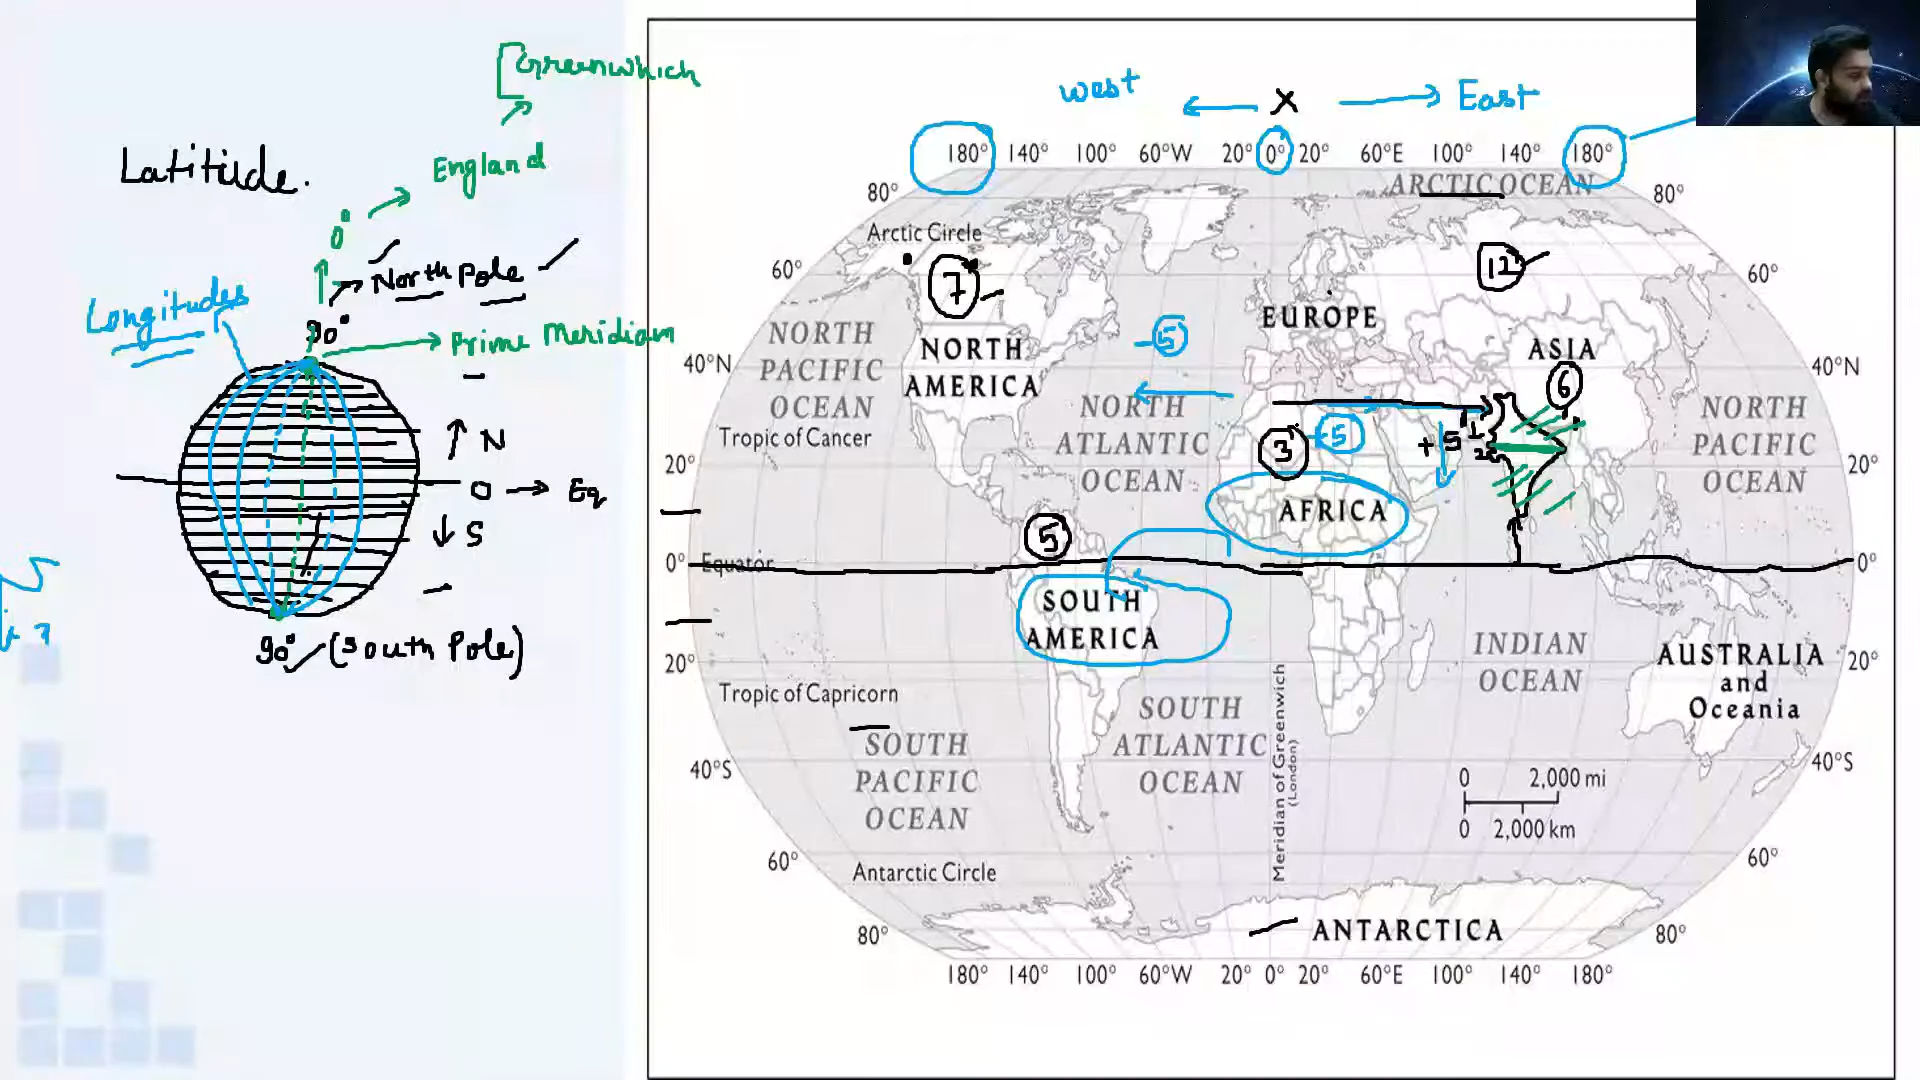 Greenwhich
England
Latitude.
0°
North Pole
Longitudes
90°
Prime Meridian
N
0 → Eq
S
90° (South Pole)
West ← X → East
180° 140° 100° 60°W 20° 0° 20° 60°E 100° 140° 180°
ARCTIC OCEAN
80° 80°
Arctic Circle
60° 60°
7
12
EUROPE
NORTH
PACIFIC
OCEAN
NORTH
AMERICA
5
ASIA
6
40°N 40°N
NORTH
ATLANTIC
OCEAN
NORTH
PACIFIC
OCEAN
Tropic of Cancer
3
5
+5
20° 20°
AFRICA
5
0° Equator 0°
SOUTH
AMERICA
INDIAN
OCEAN
AUSTRALIA
and
Oceania
20° 20°
Tropic of Capricorn
SOUTH
PACIFIC
OCEAN
SOUTH
ATLANTIC
OCEAN
Meridian of Greenwich
(London)
40°S 40°S
0 2,000 mi
0 2,000 km
60° 60°
Antarctic Circle
ANTARCTICA
80° 80°
180° 140° 100° 60°W 20° 0° 20° 60°E 100° 140° 180°